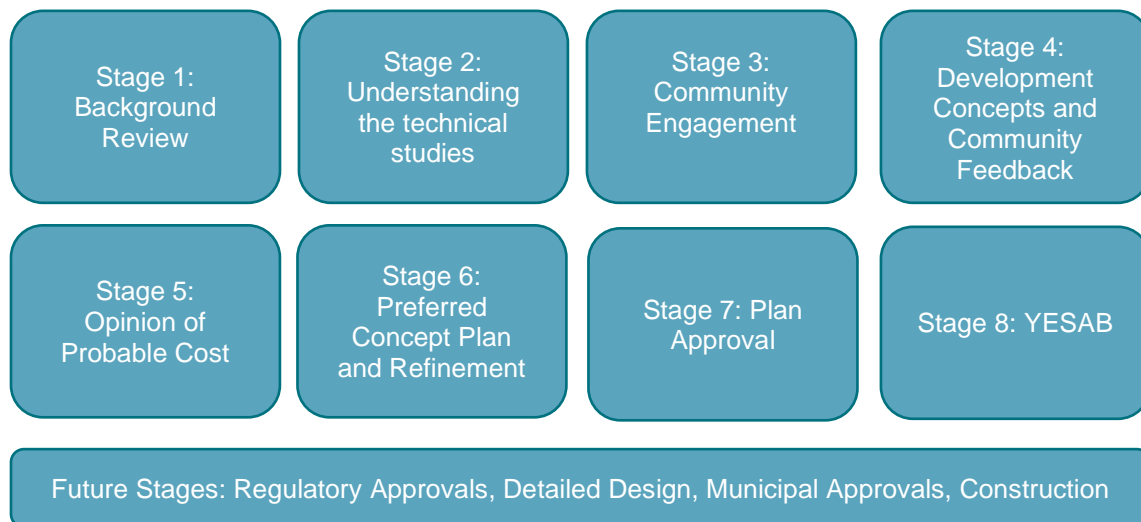 Stage 1:
Background
Review
Stage 2:
Understanding
the technical
studies
Stage 3:
Community
Engagement
Stage 4:
Development
Concepts and
Community
Feedback
Stage 5:
Opinion of
Probable Cost
Stage 6:
Preferred
Concept Plan
and Refinement
Stage 7: Plan
Approval
Stage 8: YESAB
Future Stages: Regulatory Approvals, Detailed Design, Municipal Approvals, Construction